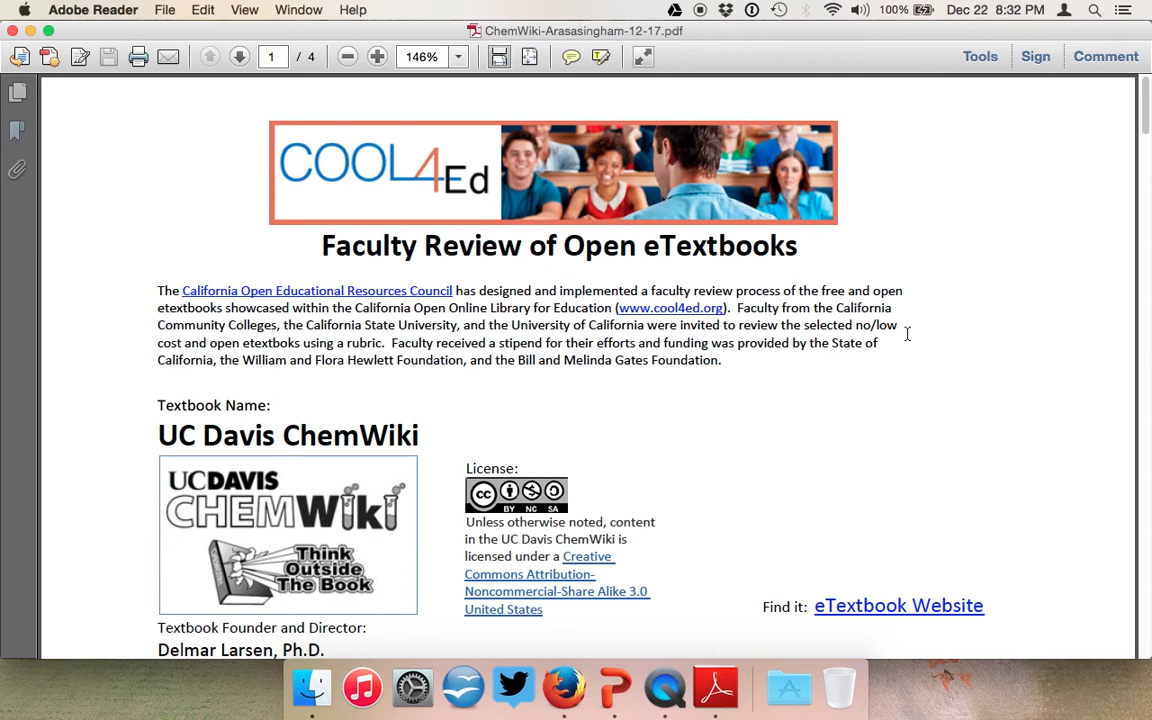 Adobe Reader File Edit View Window Help 100% Dec 22 8:32 PM
ChemWiki-Arasasingham-12-17.pdf
1 / 4 146% Tools Sign Comment
COOL4Ed
Faculty Review of Open eTextbooks
The California Open Educational Resources Council has designed and implemented a faculty review process of the free and open
etextbooks showcased within the California Open Online Library for Education (www.cool4ed.org). Faculty from the California
Community Colleges, the California State University, and the University of California were invited to review the selected no/low
cost and open etextboks using a rubric. Faculty received a stipend for their efforts and funding was provided by the State of
California, the William and Flora Hewlett Foundation, and the Bill and Melinda Gates Foundation.
Textbook Name:
UC Davis ChemWiki
UCDAVIS
CHEMWiki
Think
Outside
The Book
License:
cc BY NC SA
Unless otherwise noted, content
in the UC Davis ChemWiki is
licensed under a Creative
Commons Attribution-
Noncommercial-Share Alike 3.0
United States
Find it: eTextbook Website
Textbook Founder and Director:
Delmar Larsen, Ph.D.